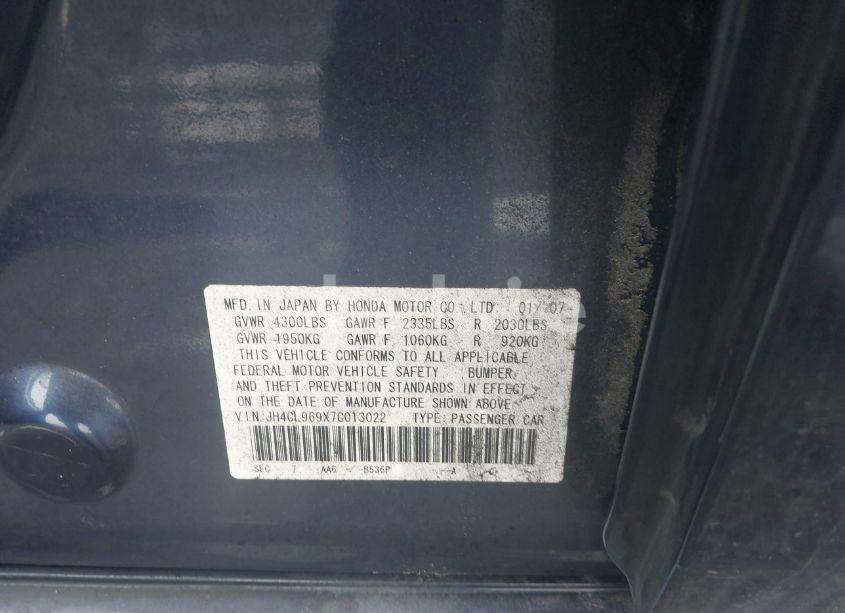 MFD. IN JAPAN BY HONDA MOTOR CO., LTD. 01/07
GVWR 4300LBS GAWR F 2335LBS R 2030LBS
GVWR 1950KG GAWR F 1060KG R 920KG
THIS VEHICLE CONFORMS TO ALL APPLICABLE
FEDERAL MOTOR VEHICLE SAFETY BUMPER,
AND THEFT PREVENTION STANDARDS IN EFFECT
ON THE DATE OF MANUFACTURE SHOWN ABOVE.
V.I.N: JH4CL969X7C013022 TYPE: PASSENGER CAR
SEC 7 AA6 - -B536P --A -C-